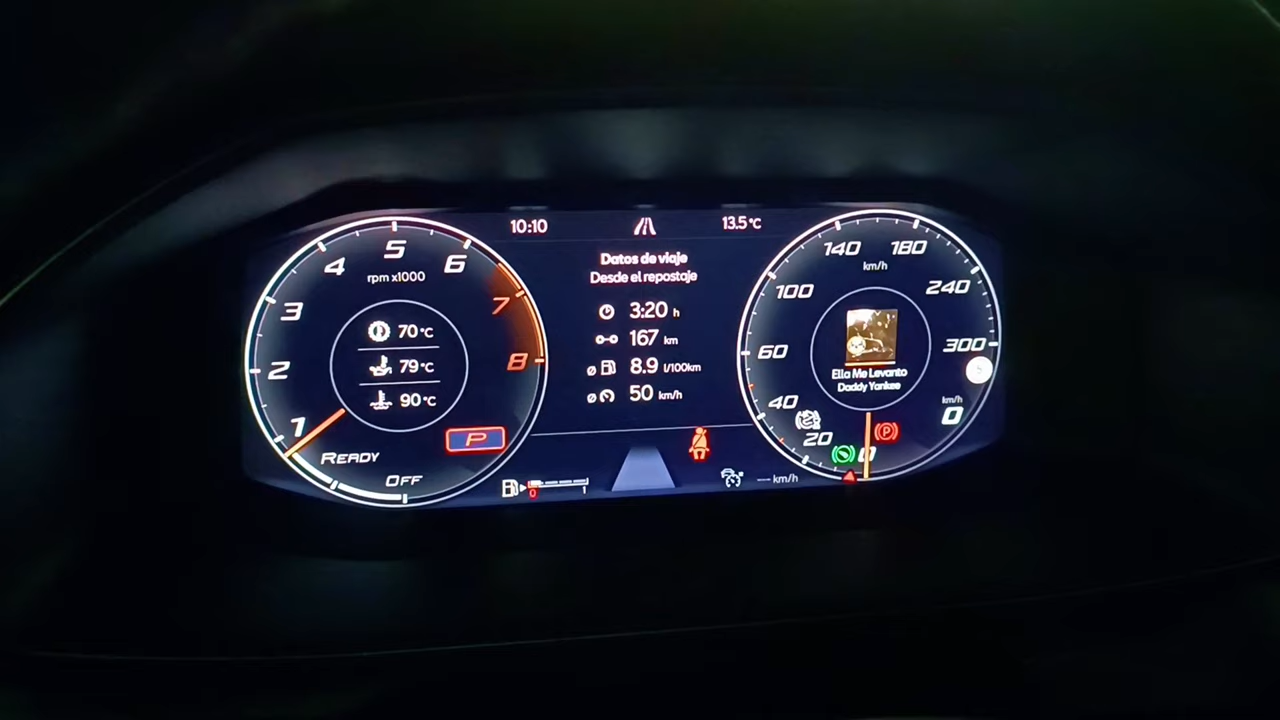 10:10
13.5°C
1
2
3
4
5
6
7
8
rpm x1000
70°C
79°C
90°C
READY
OFF
P
Datos de viaje
Desde el repostaje
3:20 h
167 km
ø 8.9 l/100km
ø 50 km/h
0
1
--- km/h
0
20
40
60
100
140
180
240
300
km/h
Ella Me Levanto
Daddy Yankee
km/h
0
(P)